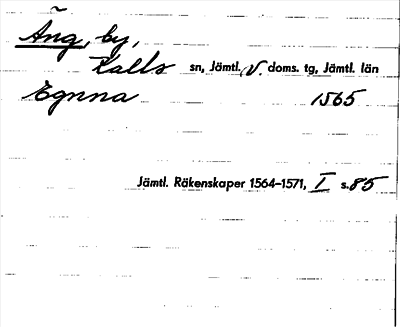 Äng, by,
Kalls sn, Jämtl. v. doms. tg, Jämtl. län
Egnna 1565
Jämtl. Räkenskaper 1564–1571, I s. 85